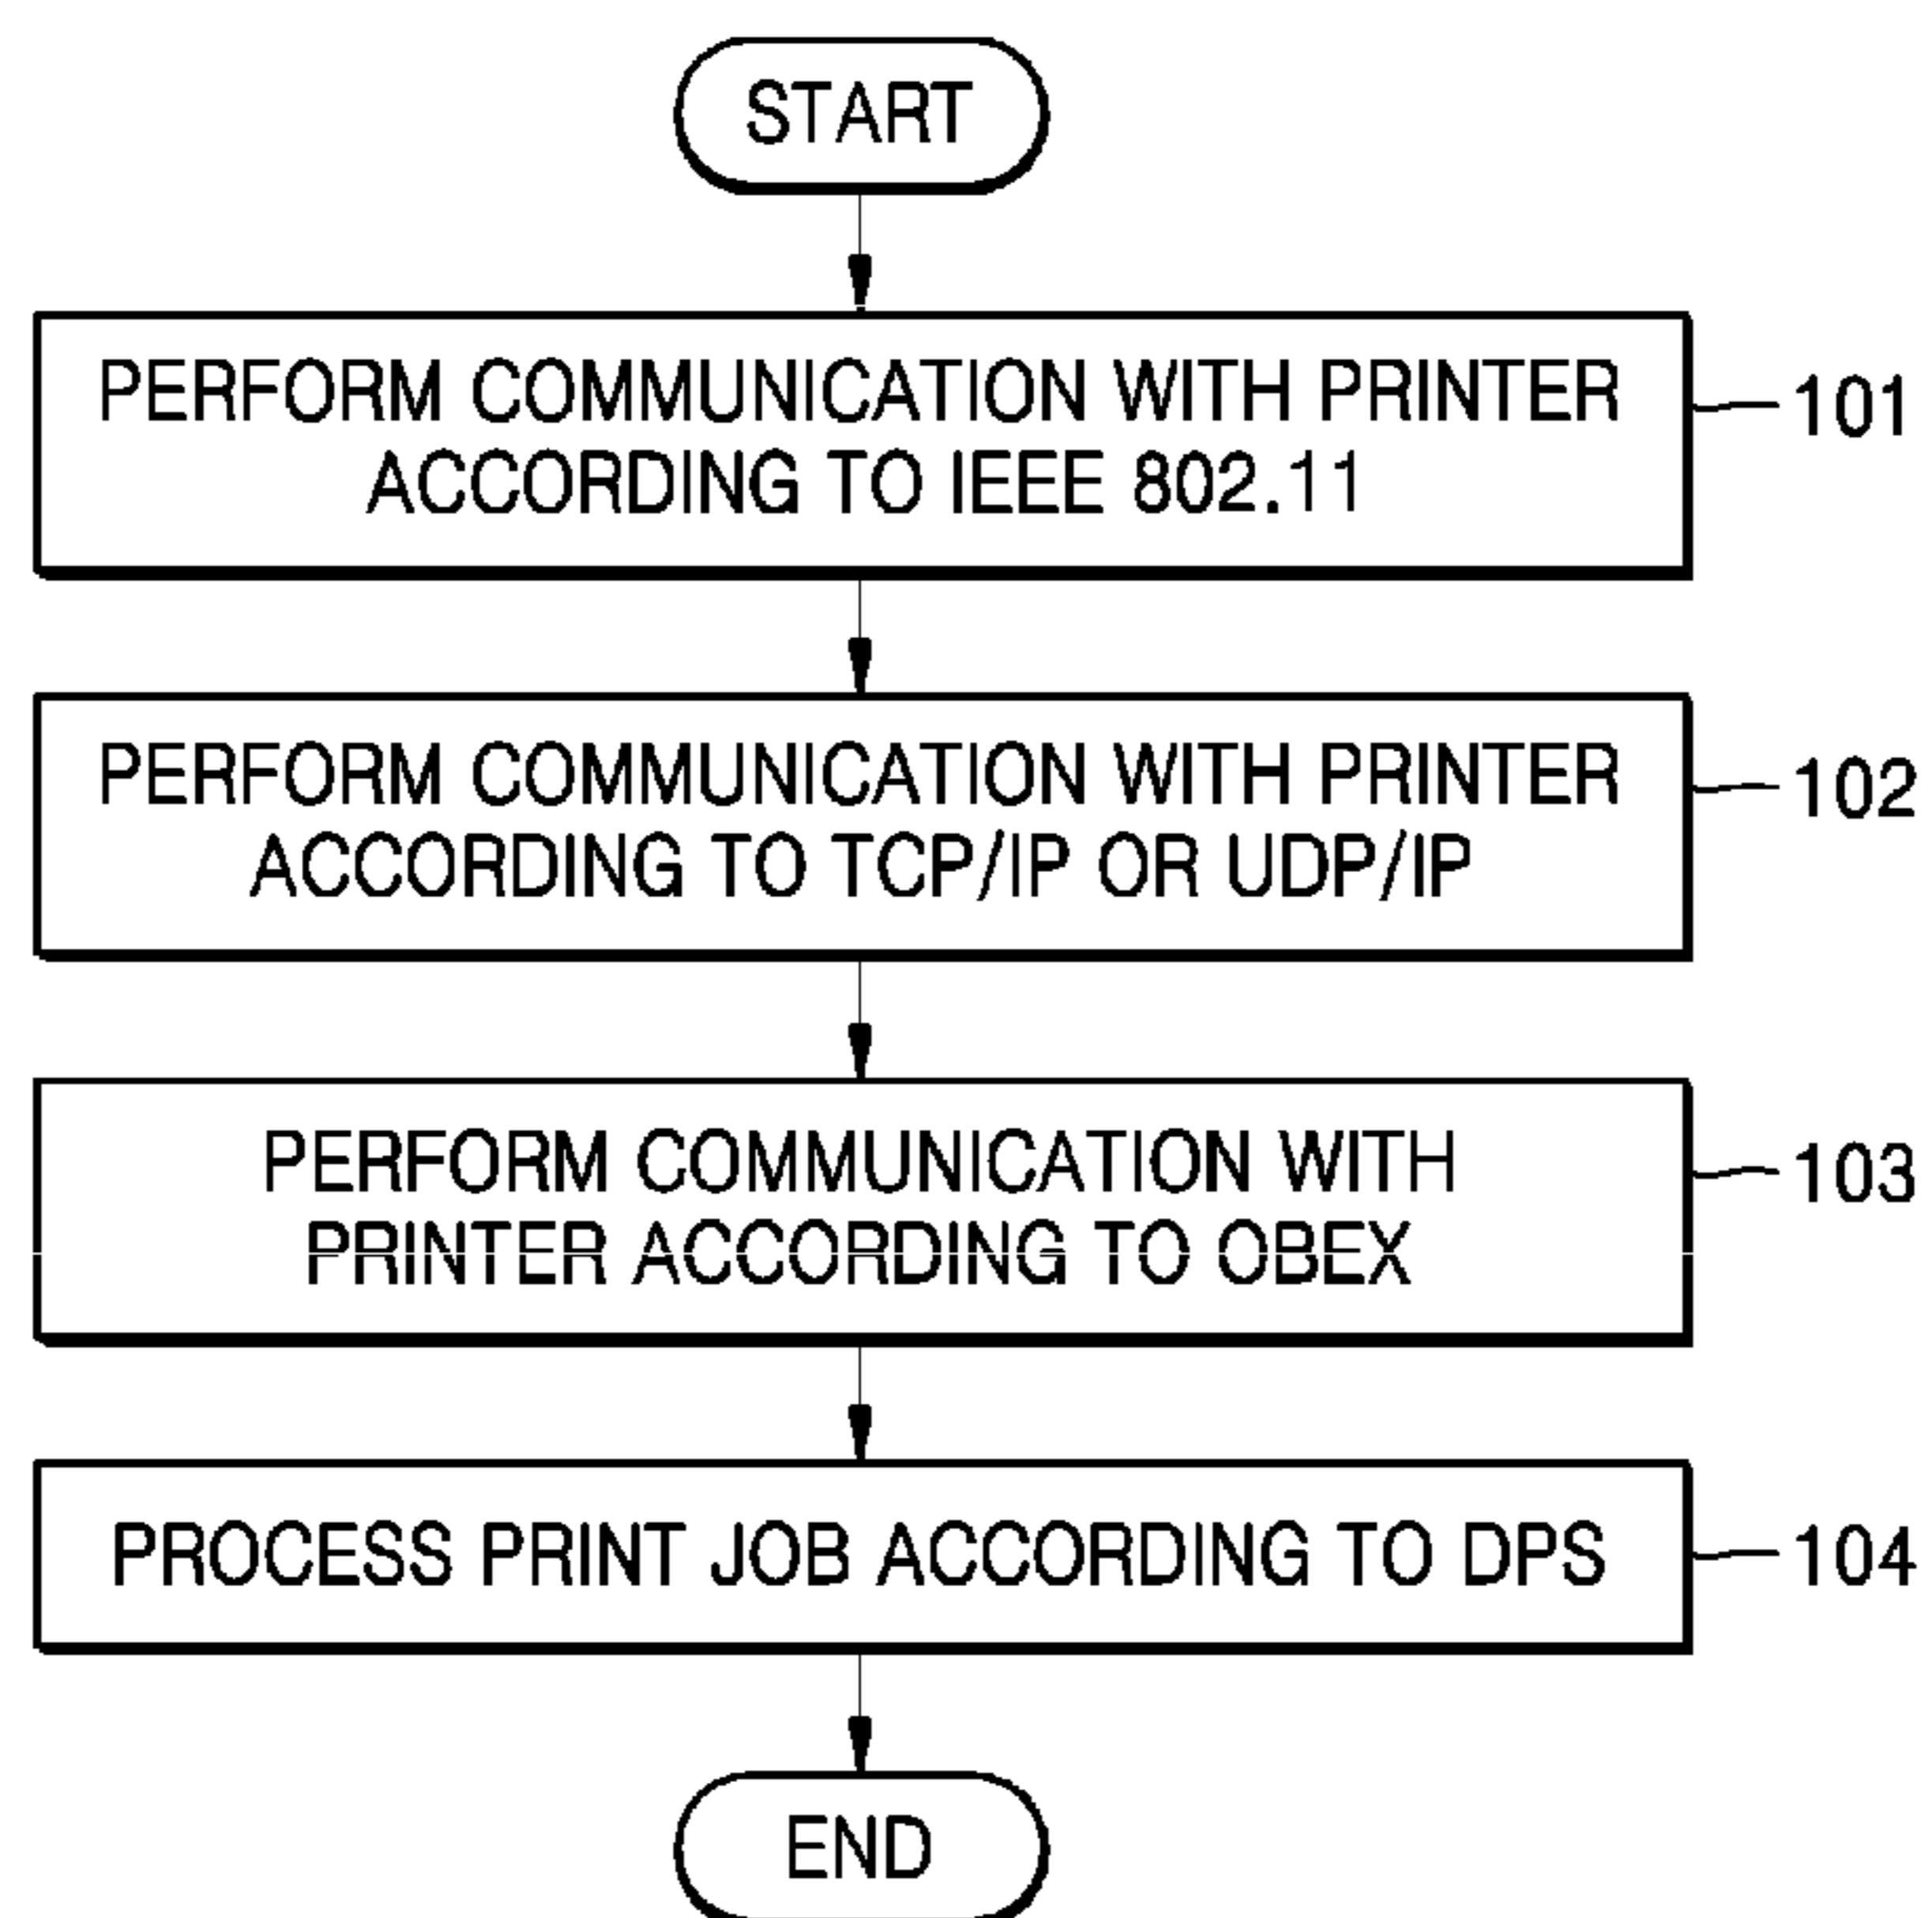 START
PERFORM COMMUNICATION WITH PRINTER
ACCORDING TO IEEE 802.11
101
PERFORM COMMUNICATION WITH PRINTER
ACCORDING TO TCP/IP OR UDP/IP
102
PERFORM COMMUNICATION WITH
PRINTER ACCORDING TO OBEX
103
PROCESS PRINT JOB ACCORDING TO DPS
104
END